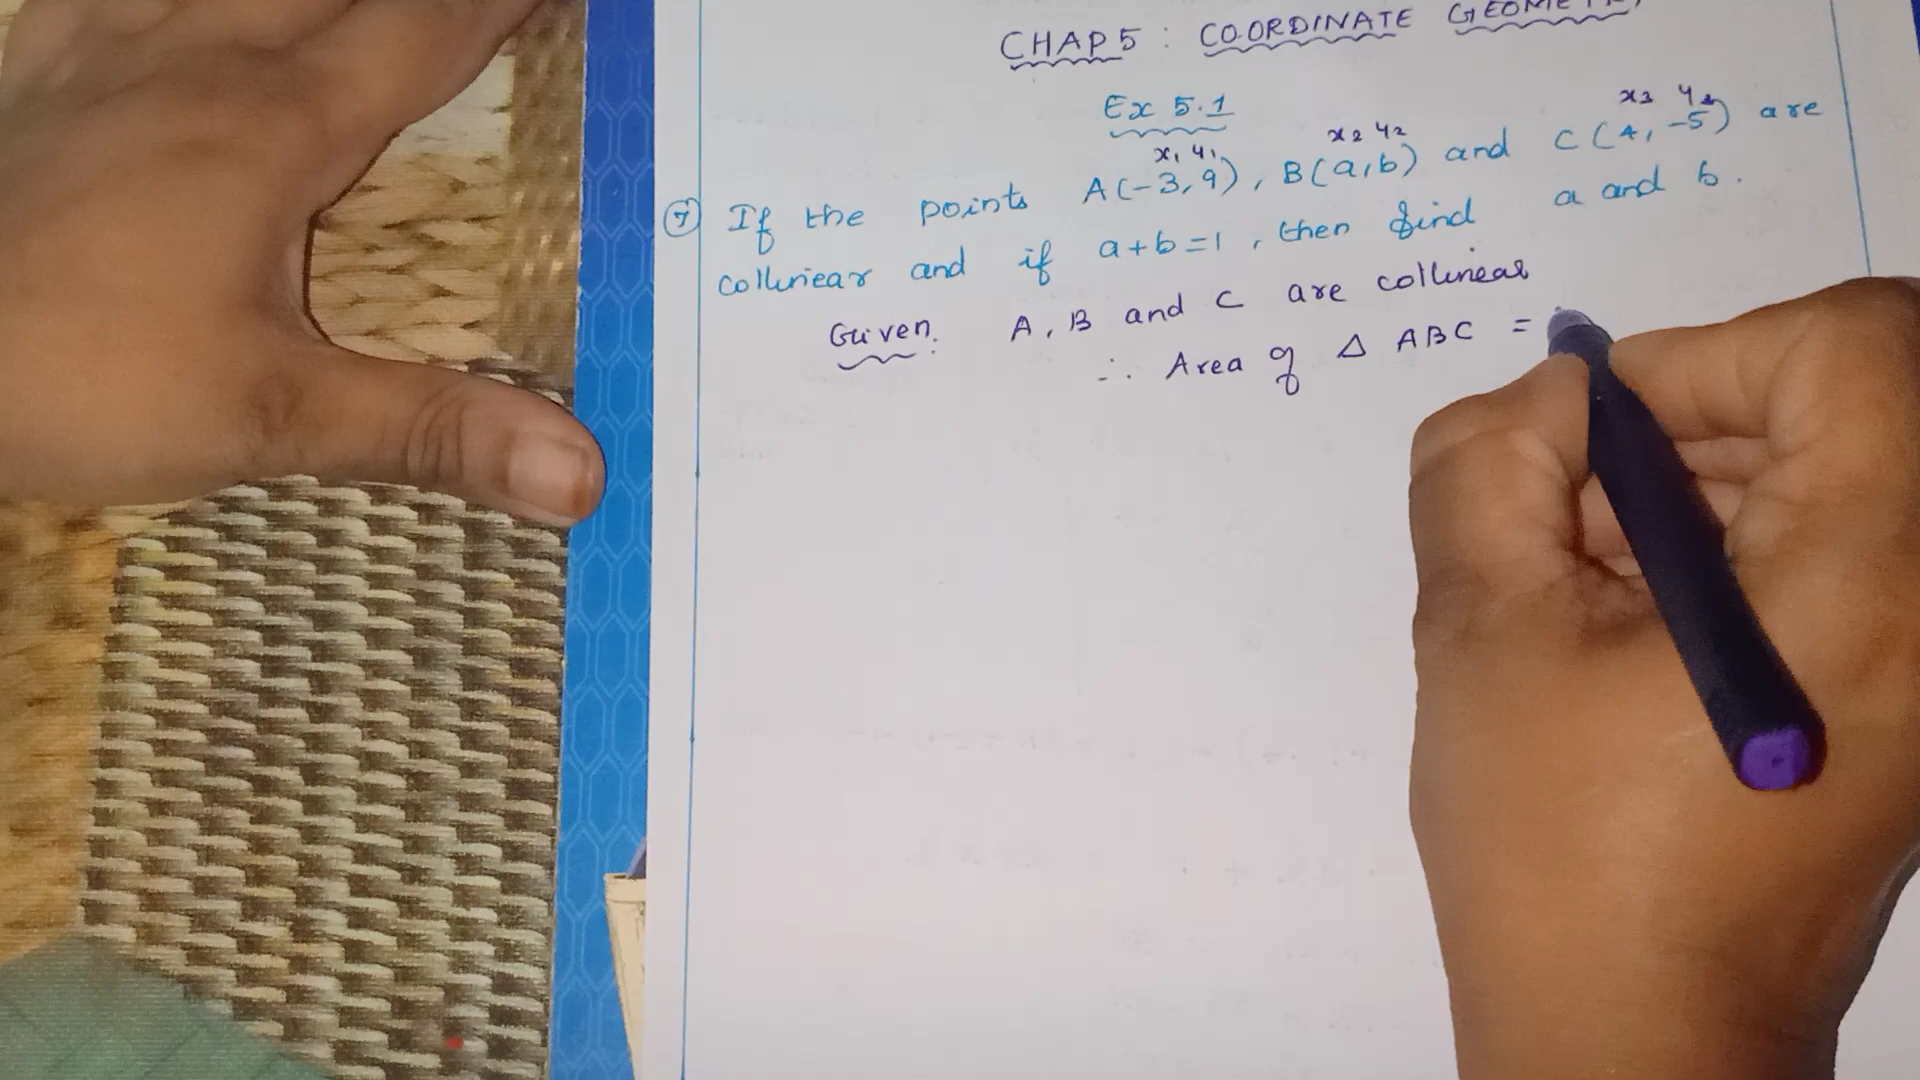 CHAP 5 : COORDINATE
Ex 5.1
x₁ y₁ x₂ y₂ x₃
⑦ If the points A(-3,9), B(a,b) and C(4,-5) are
collinear and if a+b=1, then find a and b.
Given: A, B and C are collinear
∴ Area of △ ABC =